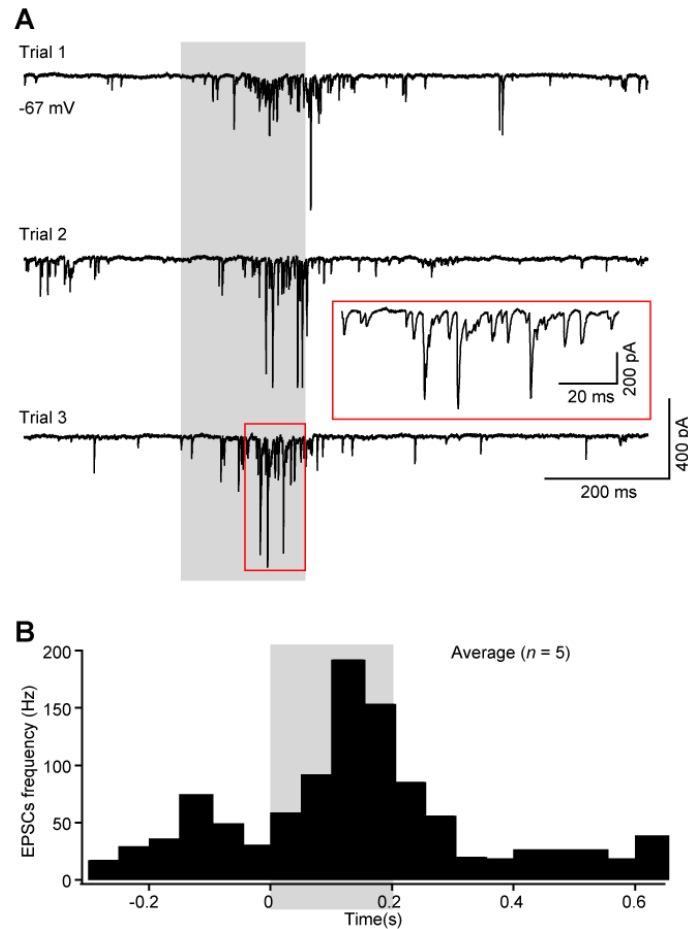 A
Trial 1
-67 mV
Trial 2
200 pA
20 ms
Trial 3
400 pA
200 ms
B
Average (n = 5)
EPSCs frequency (Hz)
200
150
100
50
0
-0.2
0
0.2
0.4
0.6
Time(s)